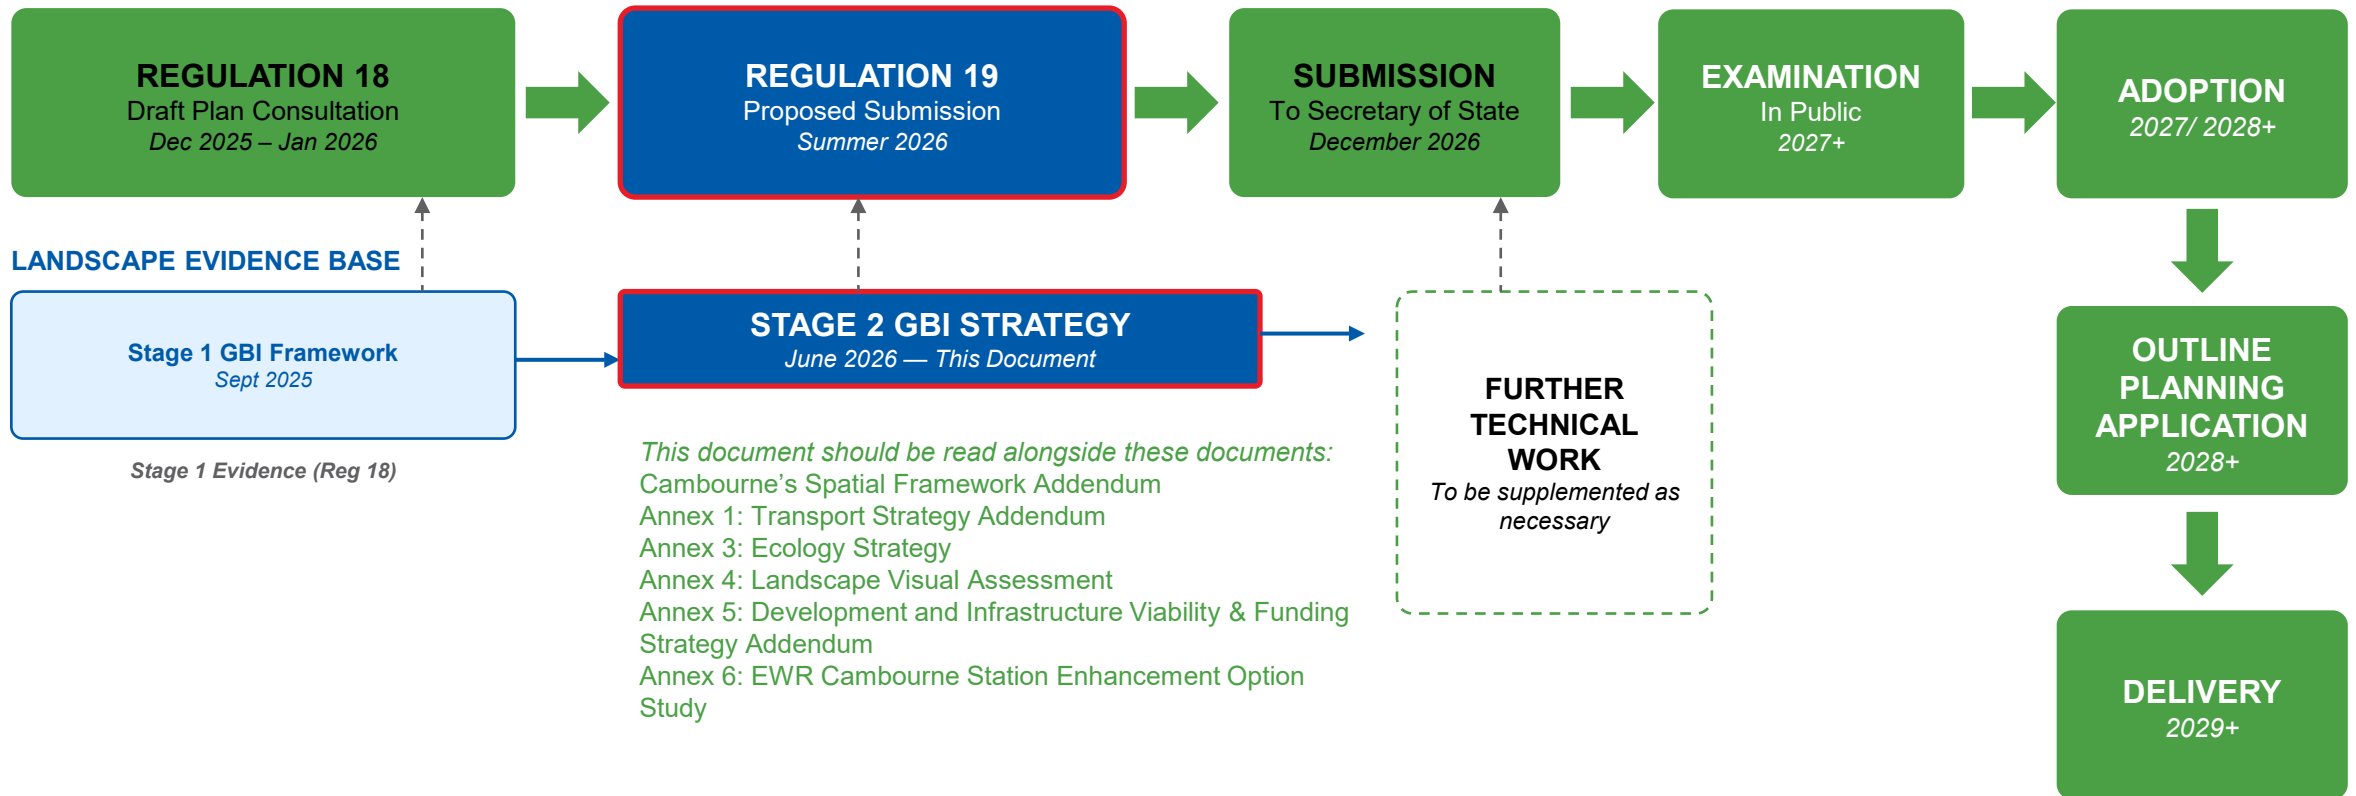 REGULATION 18
Draft Plan Consultation
Dec 2025 – Jan 2026
REGULATION 19
Proposed Submission
Summer 2026
SUBMISSION
To Secretary of State
December 2026
EXAMINATION
In Public
2027+
ADOPTION
2027/ 2028+
LANDSCAPE EVIDENCE BASE
Stage 1 GBI Framework
Sept 2025
Stage 1 Evidence (Reg 18)
STAGE 2 GBI STRATEGY
June 2026 — This Document
This document should be read alongside these documents:
Cambourne’s Spatial Framework Addendum
Annex 1: Transport Strategy Addendum
Annex 3: Ecology Strategy
Annex 4: Landscape Visual Assessment
Annex 5: Development and Infrastructure Viability & Funding
Strategy Addendum
Annex 6: EWR Cambourne Station Enhancement Option
Study
FURTHER
TECHNICAL
WORK
To be supplemented as
necessary
OUTLINE
PLANNING
APPLICATION
2028+
DELIVERY
2029+